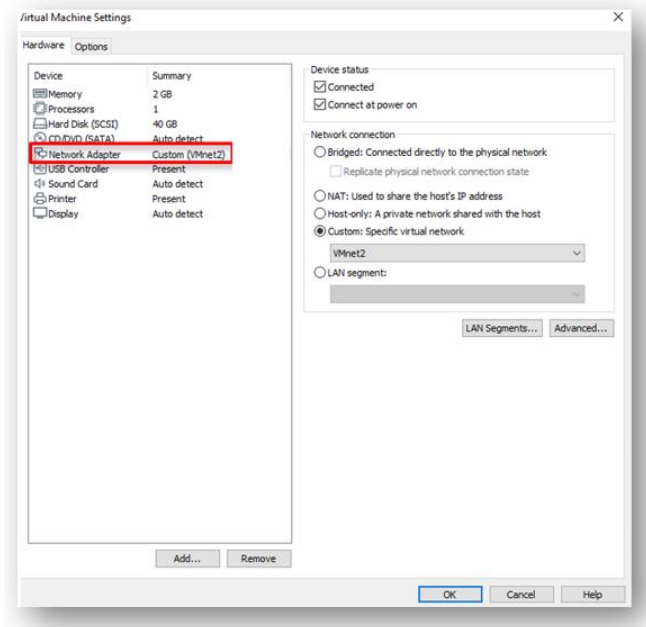 Virtual Machine Settings
Hardware Options
Device Summary
Memory 2 GB
Processors 1
Hard Disk (SCSI) 40 GB
CD/DVD (SATA) Auto detect
Network Adapter Custom (VMnet2)
USB Controller Present
Sound Card Auto detect
Printer Present
Display Auto detect
Add... Remove
Device status
Connected
Connect at power on
Network connection
Bridged: Connected directly to the physical network
Replicate physical network connection state
NAT: Used to share the host's IP address
Host-only: A private network shared with the host
Custom: Specific virtual network
VMnet2
LAN segment:
LAN Segments... Advanced...
OK Cancel Help